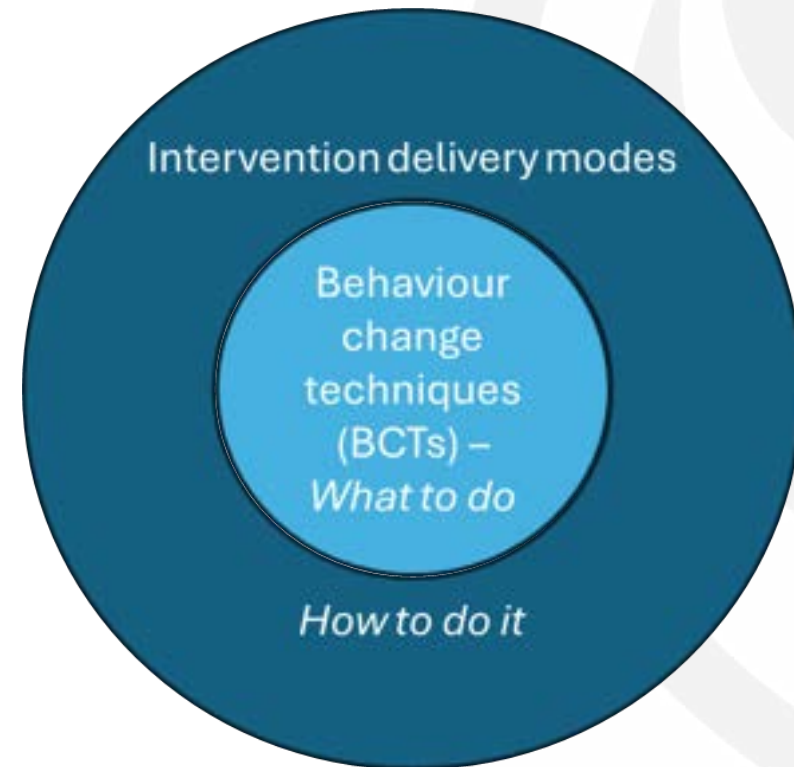 Intervention delivery modes
Behaviour
change
techniques
(BCTs) –
What to do
How to do it